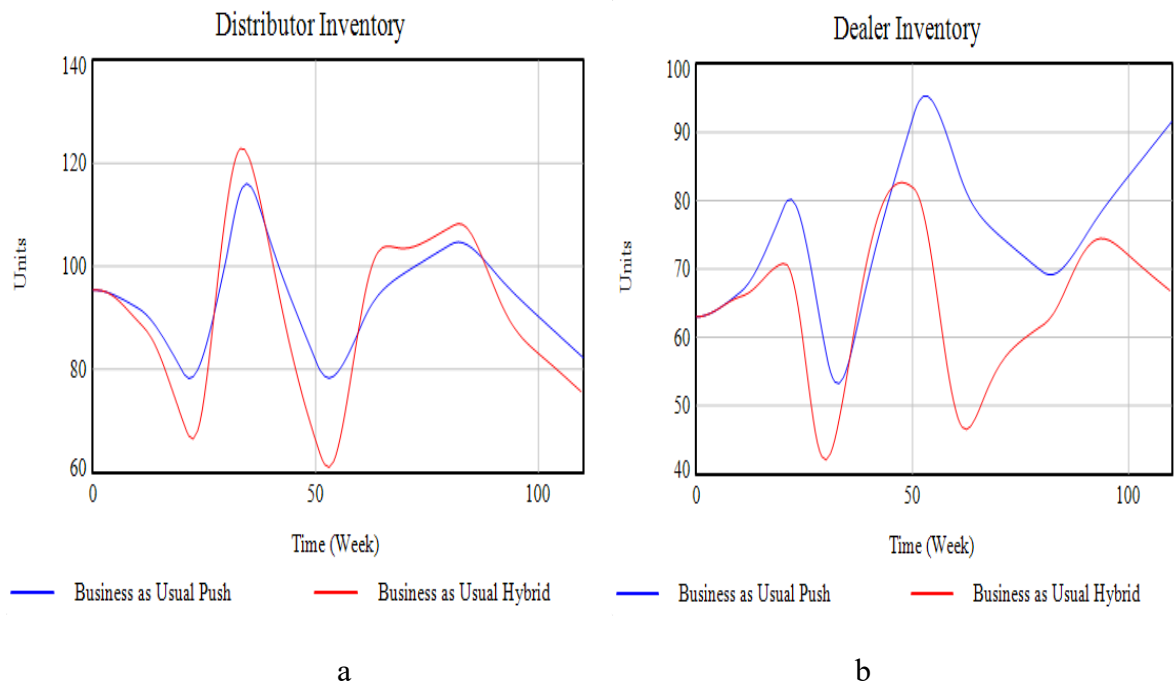 Distributor Inventory
140
120
100
80
60
Units
0 50 100
Time (Week)
Business as Usual Push Business as Usual Hybrid
a
Dealer Inventory
100
90
80
70
60
50
40
Units
0 50 100
Time (Week)
Business as Usual Push Business as Usual Hybrid
b